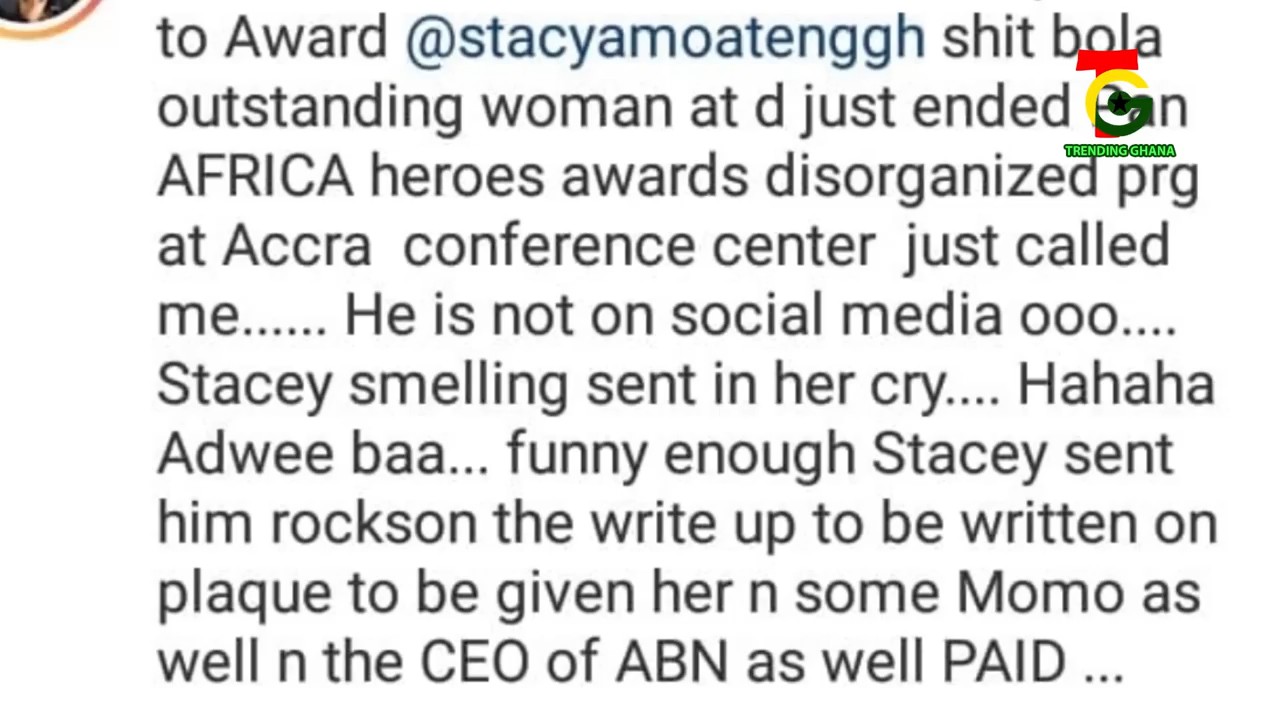 to Award @stacyamoatenggh shit bola
outstanding woman at d just ended Pan
AFRICA heroes awards disorganized prg
at Accra conference center just called
me...... He is not on social media ooo....
Stacey smelling sent in her cry.... Hahaha
Adwee baa... funny enough Stacey sent
him rockson the write up to be written on
plaque to be given her n some Momo as
well n the CEO of ABN as well PAID ...
TG
TRENDING GHANA